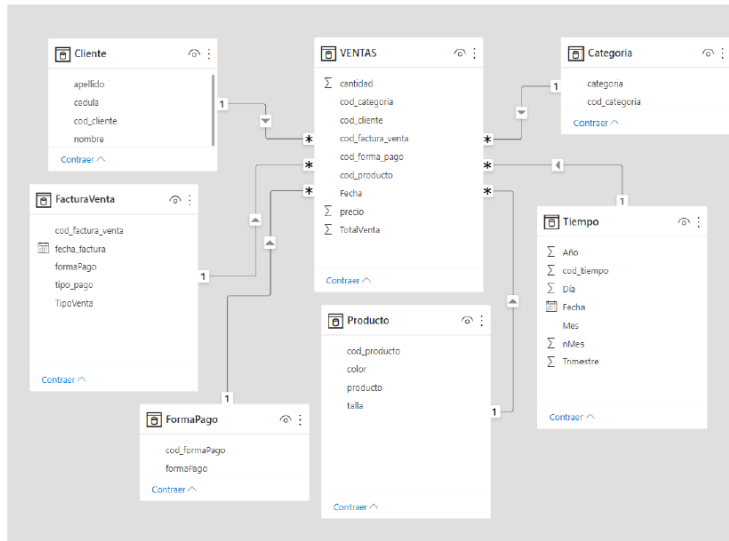 Cliente
apellido
cedula
cod_cliente
nombre
Contraer
1
*
VENTAS
Σ cantidad
cod_categoria
cod_cliente
cod_factura_venta
cod_forma_pago
cod_producto
Fecha
Σ precio
Σ TotalVenta
Contraer
*
*
*
*
*
Categoria
categoria
cod_categoria
Contraer
1
FacturaVenta
cod_factura_venta
fecha_factura
formaPago
tipo_pago
TipoVenta
Contraer
1
Tiempo
Σ Año
Σ cod_tiempo
Σ Día
Fecha
Mes
Σ nMes
Σ Trimestre
Contraer
1
Producto
cod_producto
color
producto
talla
Contraer
1
FormaPago
cod_formaPago
formaPago
Contraer
1